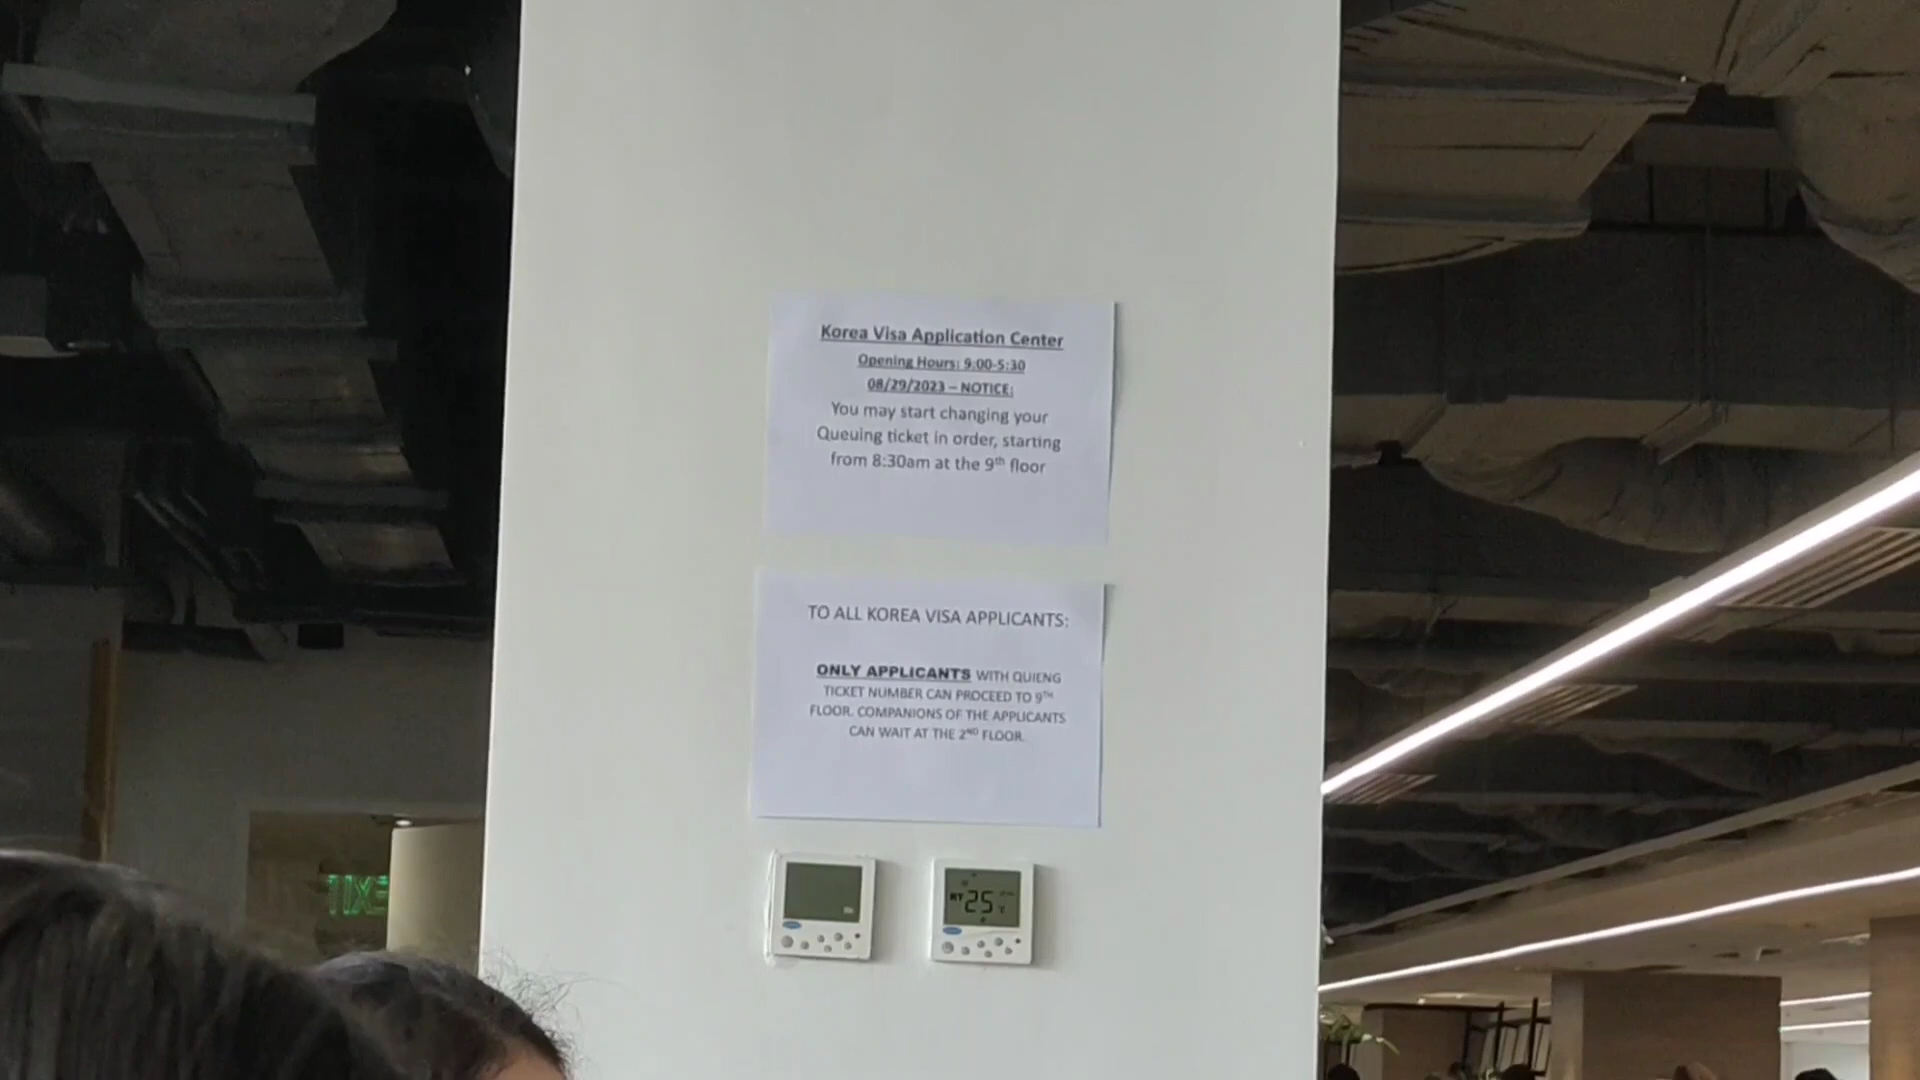 Korea Visa Application Center
Opening Hours: 9:00-5:30
08/29/2023 – NOTICE:
You may start changing your
Queuing ticket in order, starting
from 8:30am at the 9th floor
TO ALL KOREA VISA APPLICANTS:
ONLY APPLICANTS WITH QUIENG
TICKET NUMBER CAN PROCEED TO 9TH
FLOOR. COMPANIONS OF THE APPLICANTS
CAN WAIT AT THE 2ND FLOOR.
RT 25 °C
EXIT